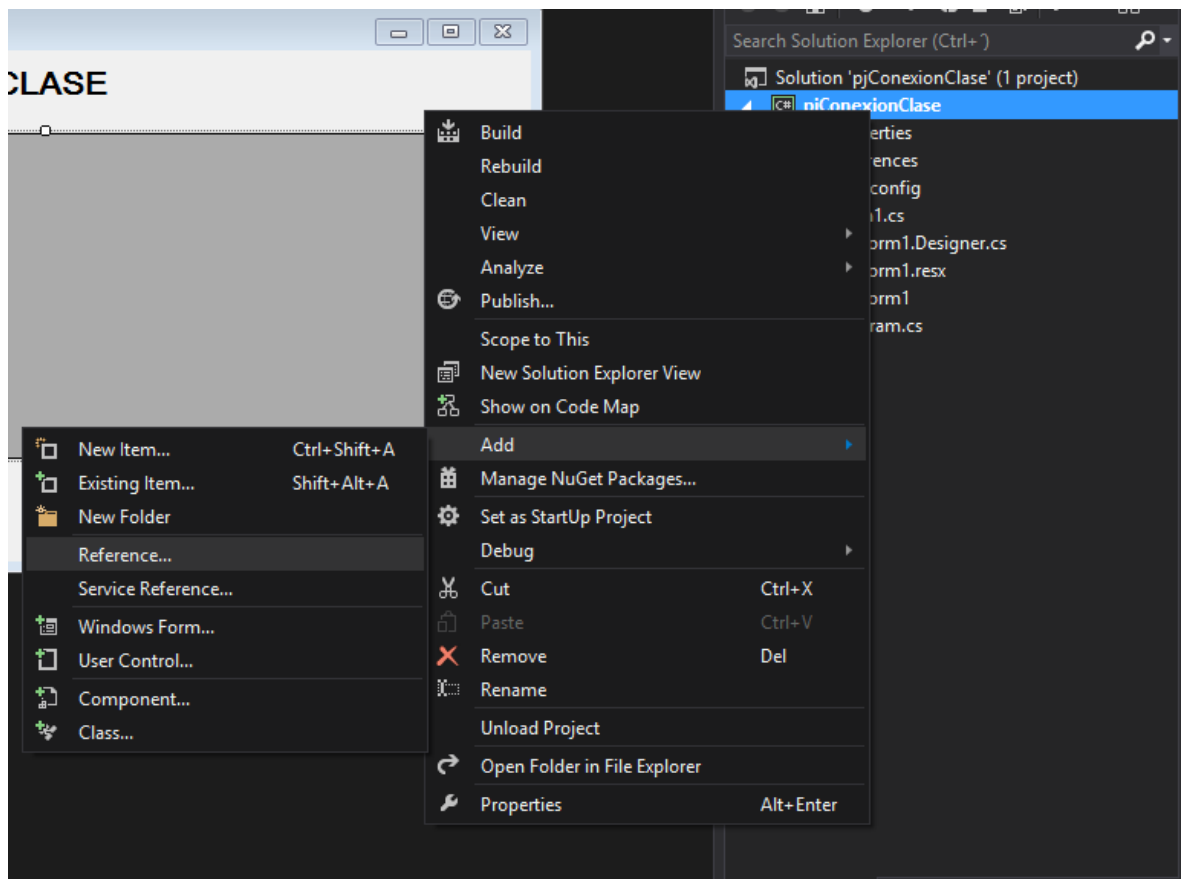 CLASE
Search Solution Explorer (Ctrl+´)
Solution 'pjConexionClase' (1 project)
C# pjConexionClase
erties
ences
config
1.cs
orm1.Designer.cs
orm1.resx
orm1
ram.cs
Build
Rebuild
Clean
View
Analyze
Publish...
Scope to This
New Solution Explorer View
Show on Code Map
Add
Manage NuGet Packages...
Set as StartUp Project
Debug
Cut Ctrl+X
Paste Ctrl+V
Remove Del
Rename
Unload Project
Open Folder in File Explorer
Properties Alt+Enter
New Item... Ctrl+Shift+A
Existing Item... Shift+Alt+A
New Folder
Reference...
Service Reference...
Windows Form...
User Control...
Component...
Class...